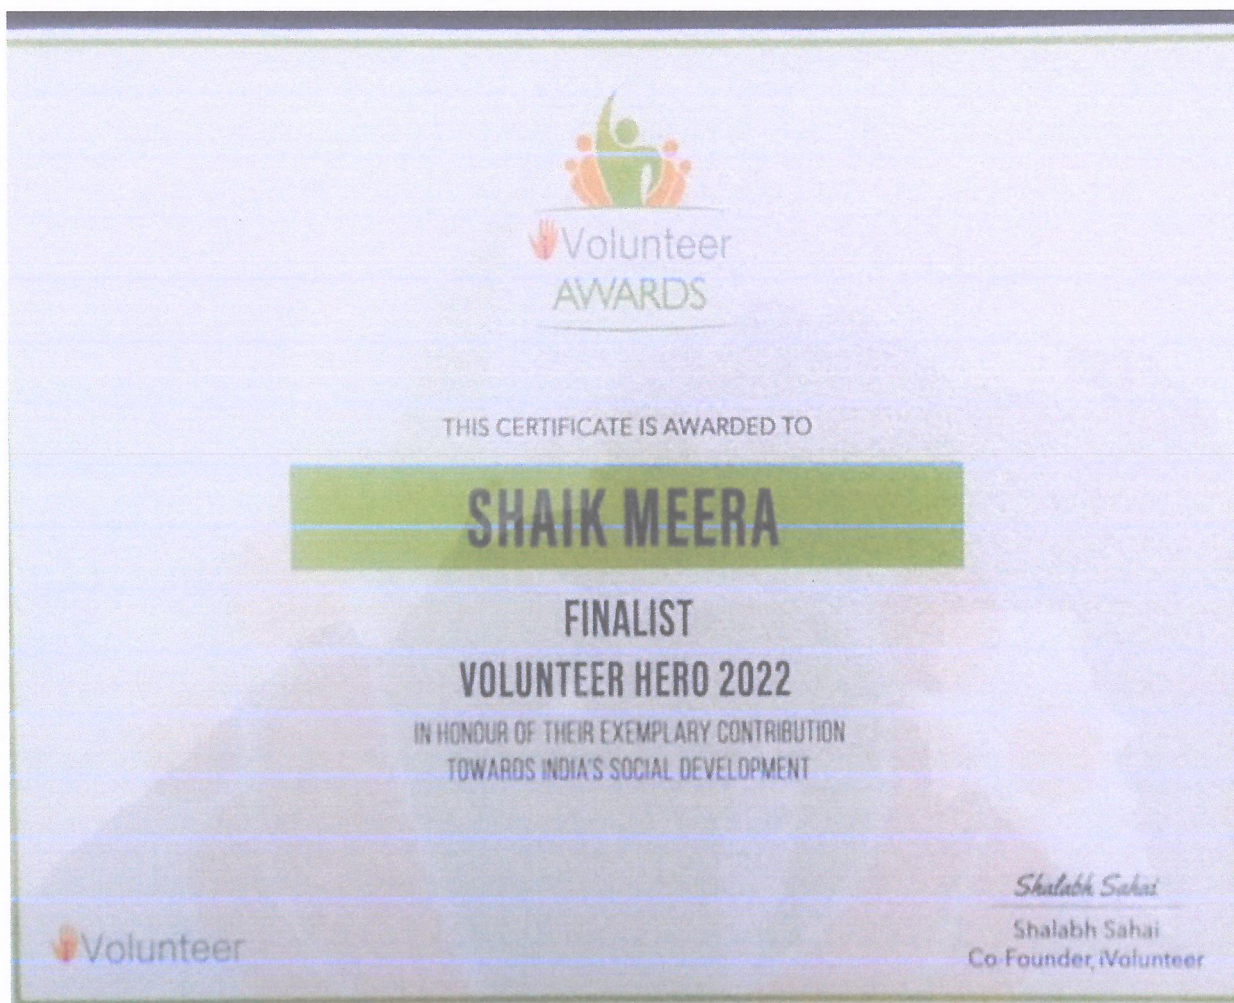 iVolunteer
AWARDS
THIS CERTIFICATE IS AWARDED TO
SHAIK MEERA
FINALIST
VOLUNTEER HERO 2022
IN HONOUR OF THEIR EXEMPLARY CONTRIBUTION
TOWARDS INDIA'S SOCIAL DEVELOPMENT
Shalabh Sahai
Shalabh Sahai
Co-Founder, iVolunteer
iVolunteer